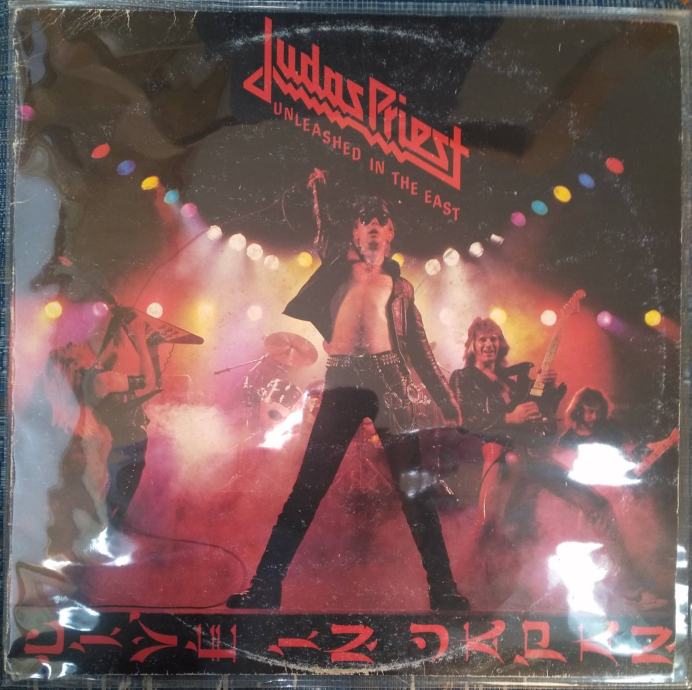 Judas Priest
UNLEASHED IN THE EAST
LIVE IN JAPAN